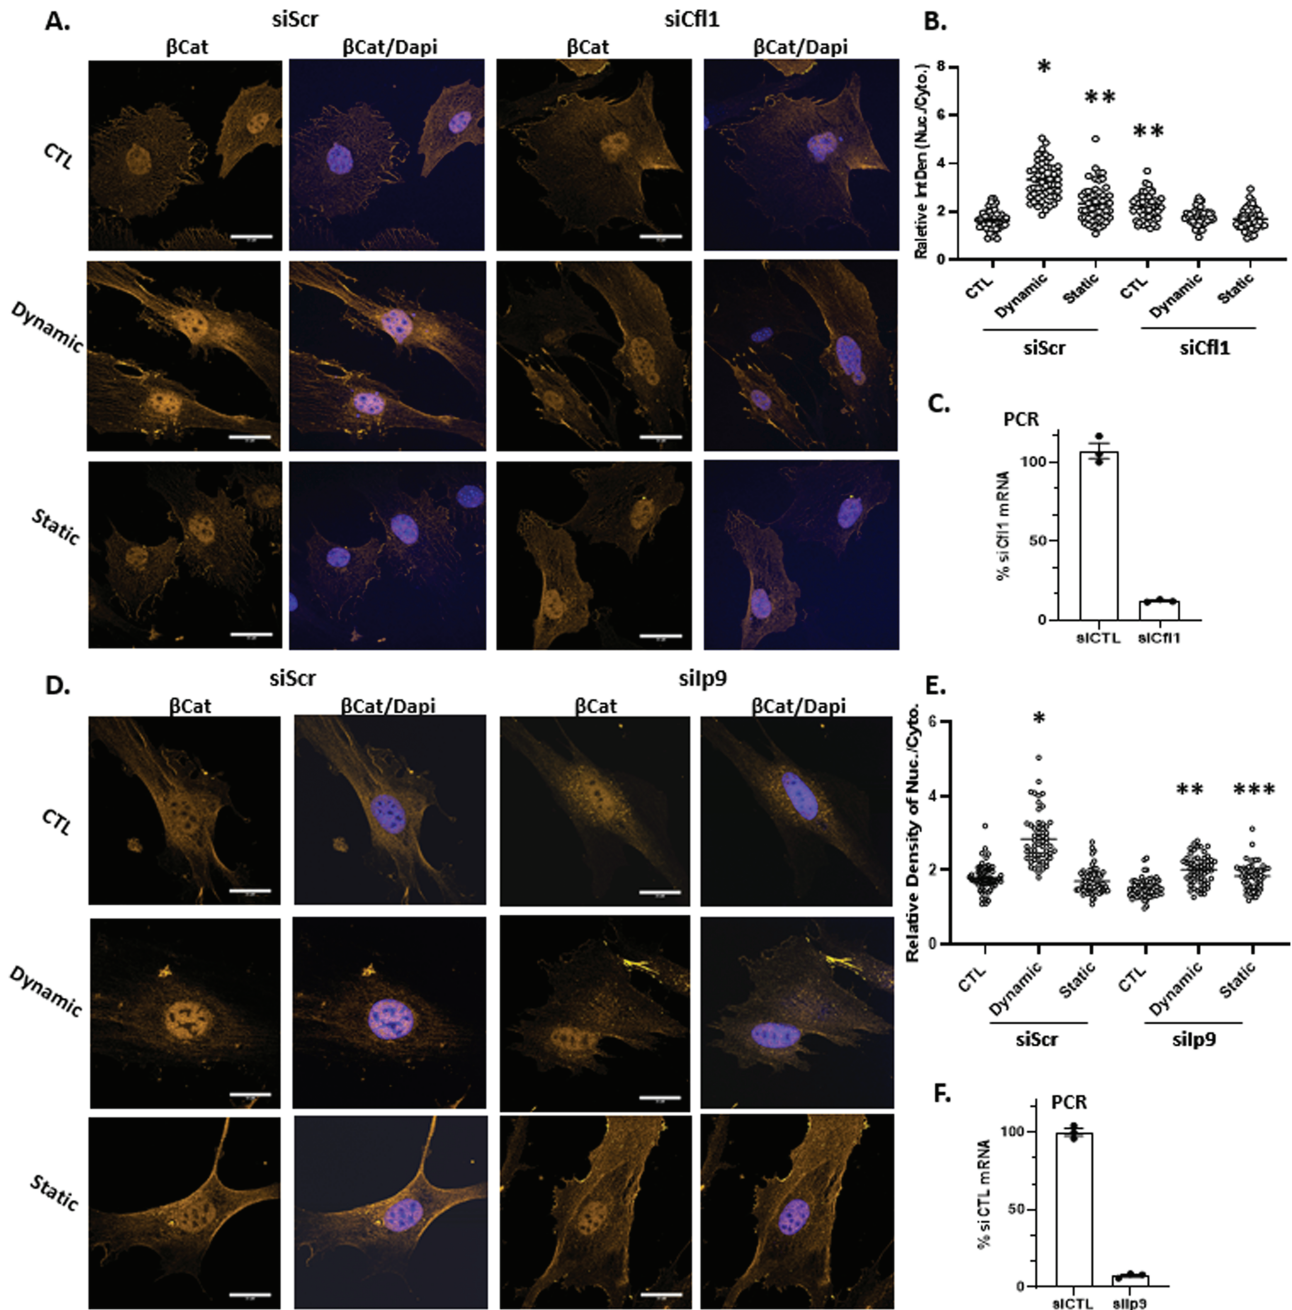 A.
siScr
siCfl1
βCat
βCat/Dapi
βCat
βCat/Dapi
CTL
Dynamic
Static
B.
Raletive IntDen (Nuc./Cyto.)
8
6
4
2
0
*
**
**
CTL
Dynamic
Static
CTL
Dynamic
Static
siScr
siCfl1
C.
PCR
% si Cfl1 mRNA
100
50
0
siCTL
siCfl1
D.
siScr
siIp9
βCat
βCat/Dapi
βCat
βCat/Dapi
CTL
Dynamic
Static
E.
Relative Density of Nuc./Cyto.
6
4
2
0
*
**
***
CTL
Dynamic
Static
CTL
Dynamic
Static
siScr
siIp9
F.
PCR
% si CTL mRNA
100
50
0
siCTL
siIp3